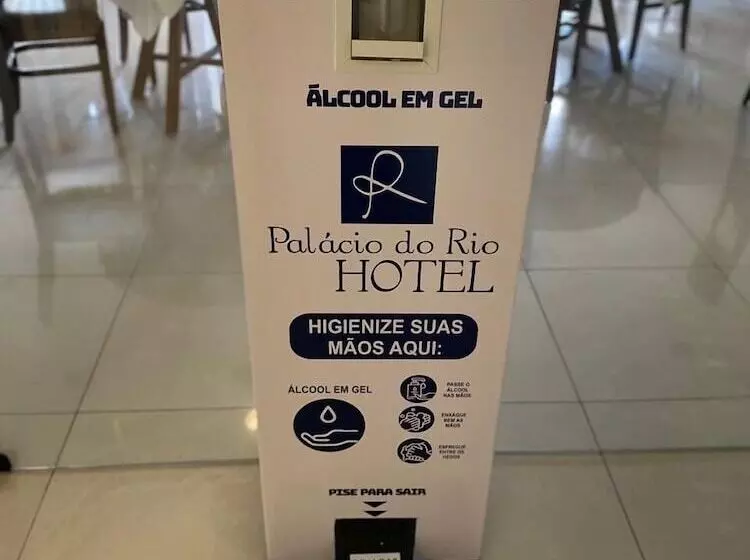 ÁLCOOL EM GEL
Palácio do Rio
HOTEL
HIGIENIZE SUAS
MÃOS AQUI:
ÁLCOOL EM GEL
PASSE O
ÁLCOOL
NAS MÃOS
ENXAGUE
BEM AS
MÃOS
ESFREGUE
ENTRE OS
DEDOS
PISE PARA SAIR